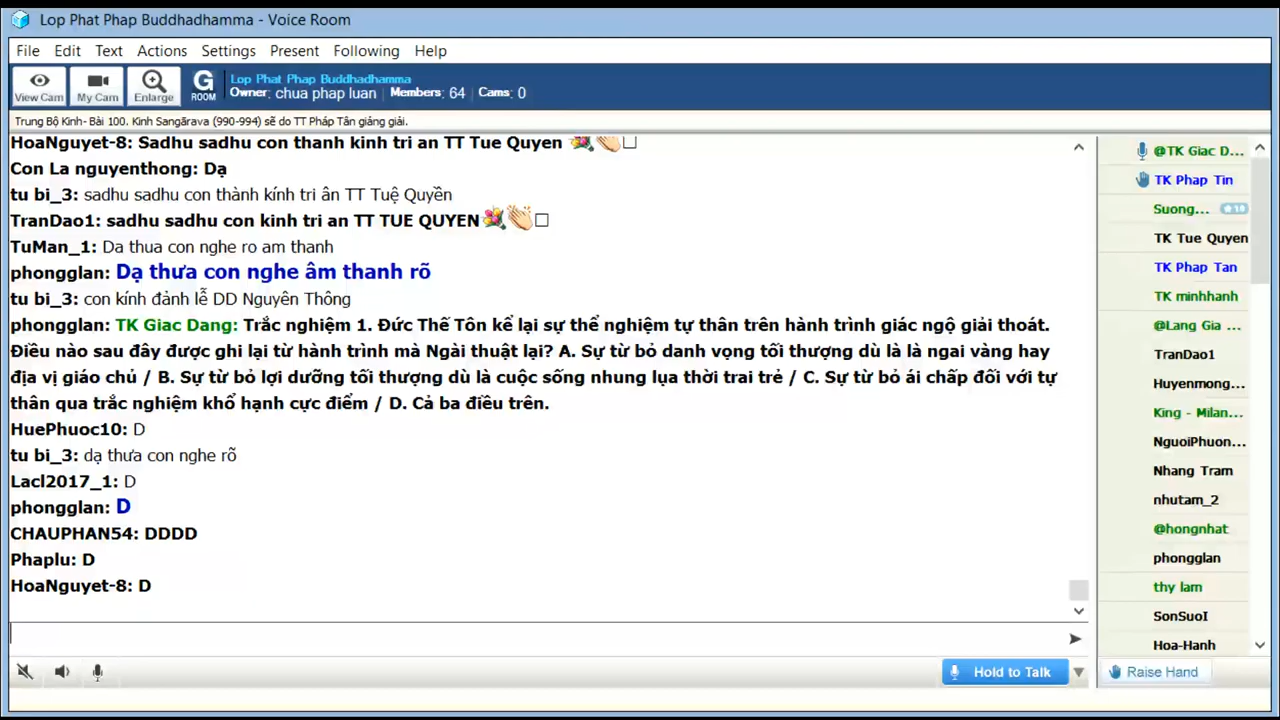 Lop Phat Phap Buddhadhamma - Voice Room
File Edit Text Actions Settings Present Following Help
View Cam My Cam Enlarge G ROOM
Lop Phat Phap Buddhadhamma
Owner: chua phap luan | Members: 64 | Cams: 0
Trung Bộ Kinh- Bài 100. Kinh Sangārava (990-994) sẽ do TT Pháp Tân giảng giải.
HoaNguyet-8: Sadhu sadhu con thanh kinh tri an TT Tue Quyen
Con La nguyenthong: Dạ
tu bi_3: sadhu sadhu con thành kính tri ân TT Tuệ Quyền
TranDao1: sadhu sadhu con kinh tri an TT TUE QUYEN
TuMan_1: Da thua con nghe ro am thanh
phongglan: Dạ thưa con nghe âm thanh rõ
tu bi_3: con kính đảnh lễ DD Nguyên Thông
phongglan: TK Giac Dang: Trắc nghiệm 1. Đức Thế Tôn kể lại sự thể nghiệm tự thân trên hành trình giác ngộ giải thoát.
Điều nào sau đây được ghi lại từ hành trình mà Ngài thuật lại? A. Sự từ bỏ danh vọng tối thượng dù là là ngai vàng hay
địa vị giáo chủ / B. Sự từ bỏ lợi dưỡng tối thượng dù là cuộc sống nhung lụa thời trai trẻ / C. Sự từ bỏ ái chấp đối với tự
thân qua trắc nghiệm khổ hạnh cực điểm / D. Cả ba điều trên.
HuePhuoc10: D
tu bi_3: dạ thưa con nghe rõ
Lacl2017_1: D
phongglan: D
CHAUPHAN54: DDDD
Phaplu: D
HoaNguyet-8: D
Hold to Talk
@TK Giac D...
TK Phap Tin
Suong...
TK Tue Quyen
TK Phap Tan
TK minhhanh
@Lang Gia ...
TranDao1
Huyenmong...
King - Milan...
NguoiPhuon...
Nhang Tram
nhutam_2
@hongnhat
phongglan
thy lam
SonSuoI
Hoa-Hanh
Raise Hand